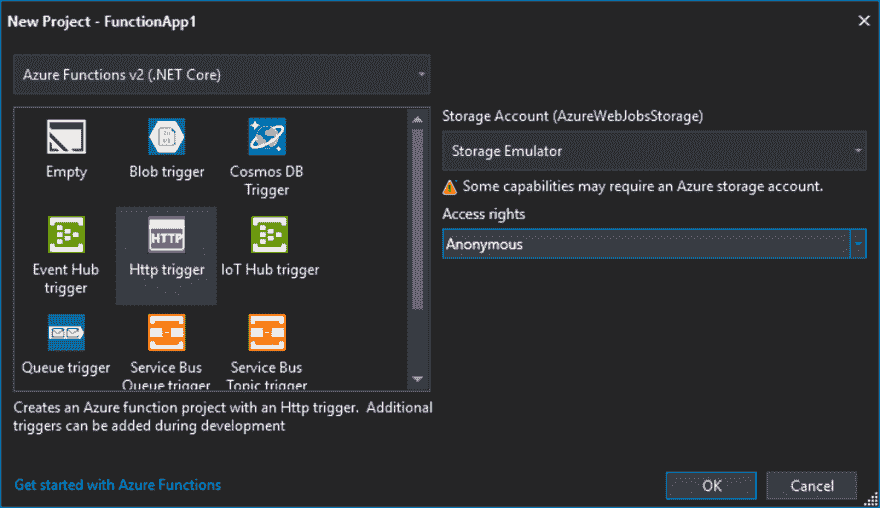 New Project - FunctionApp1
Azure Functions v2 (.NET Core)
Empty
Blob trigger
Cosmos DB
Trigger
Event Hub
trigger
HTTP
Http trigger
IoT Hub trigger
Queue trigger
Service Bus
Queue trigger
Service Bus
Topic trigger
Creates an Azure function project with an Http trigger. Additional
triggers can be added during development
Get started with Azure Functions
Storage Account (AzureWebJobsStorage)
Storage Emulator
Some capabilities may require an Azure storage account.
Access rights
Anonymous
OK
Cancel